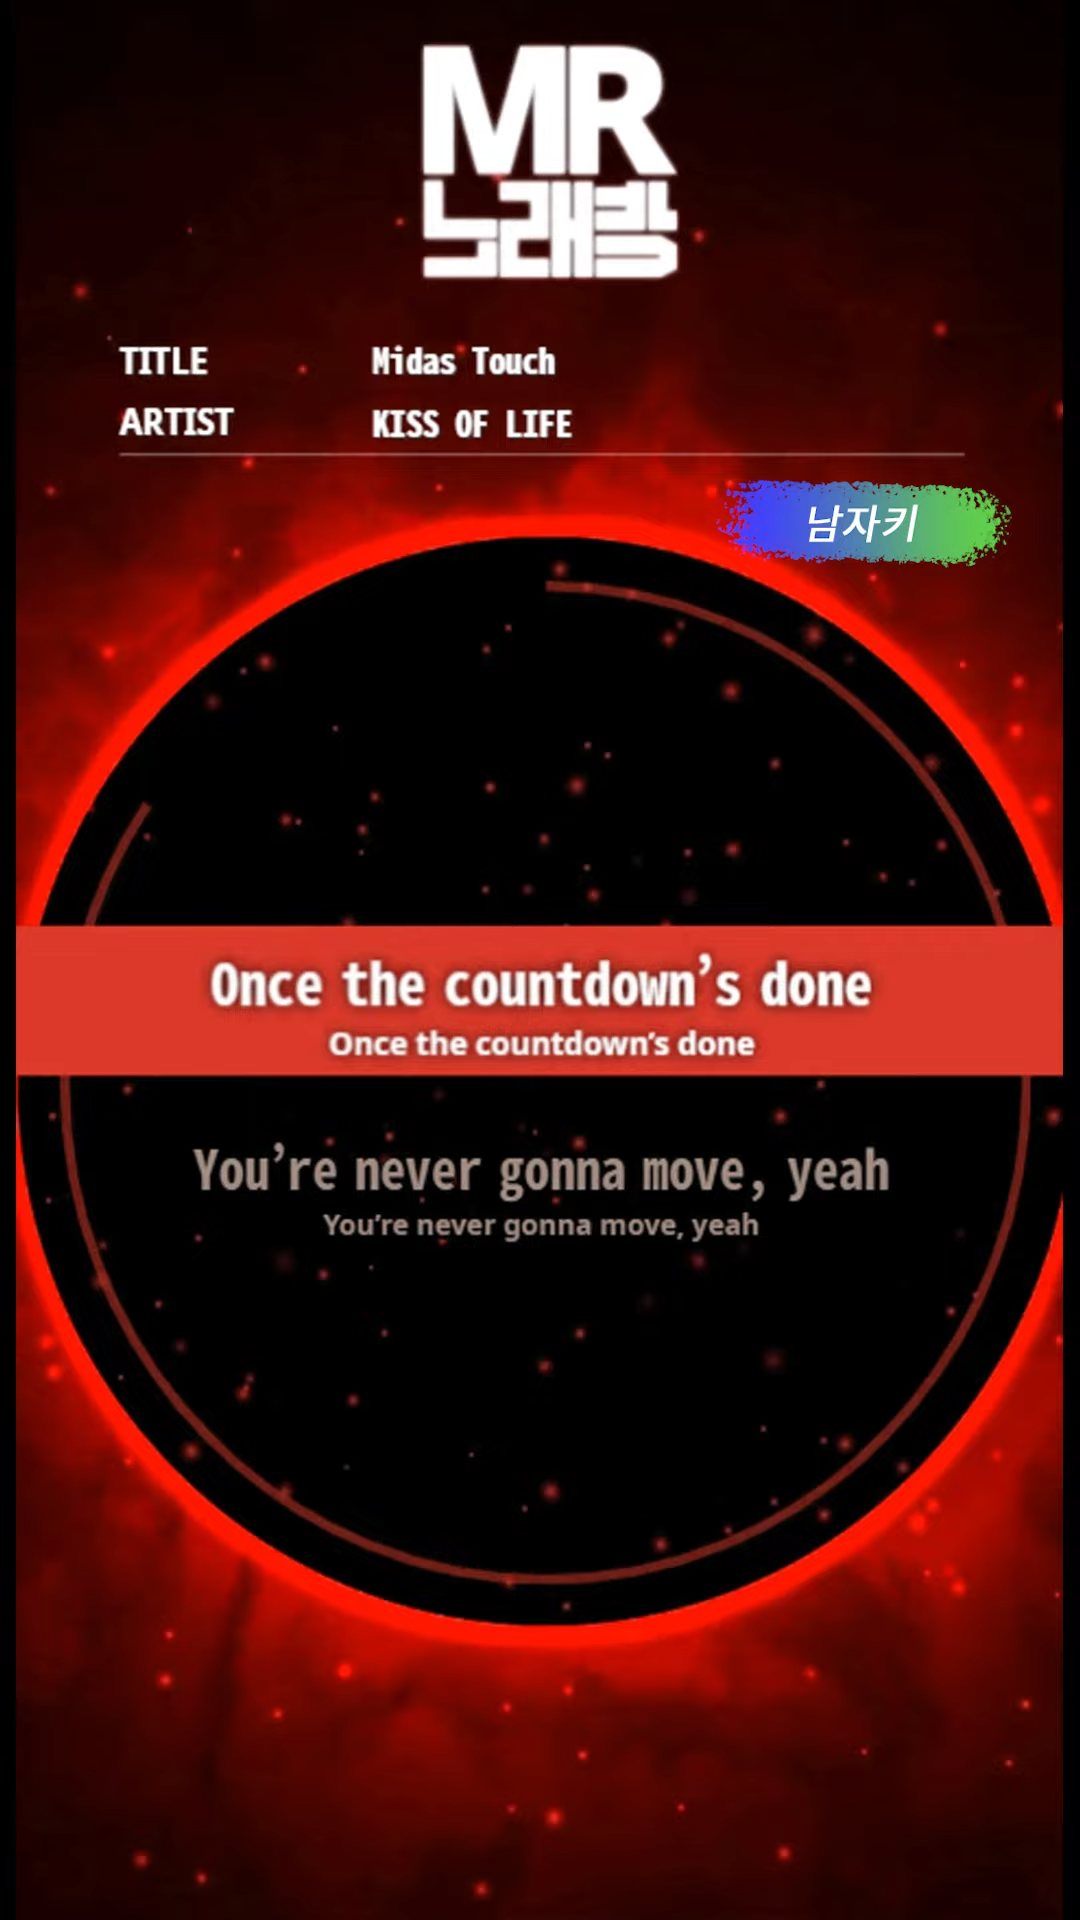 MR
노래방
TITLE Midas Touch
ARTIST KISS OF LIFE
남자키
Once the countdown’s done
Once the countdown’s done
You’re never gonna move, yeah
You’re never gonna move, yeah